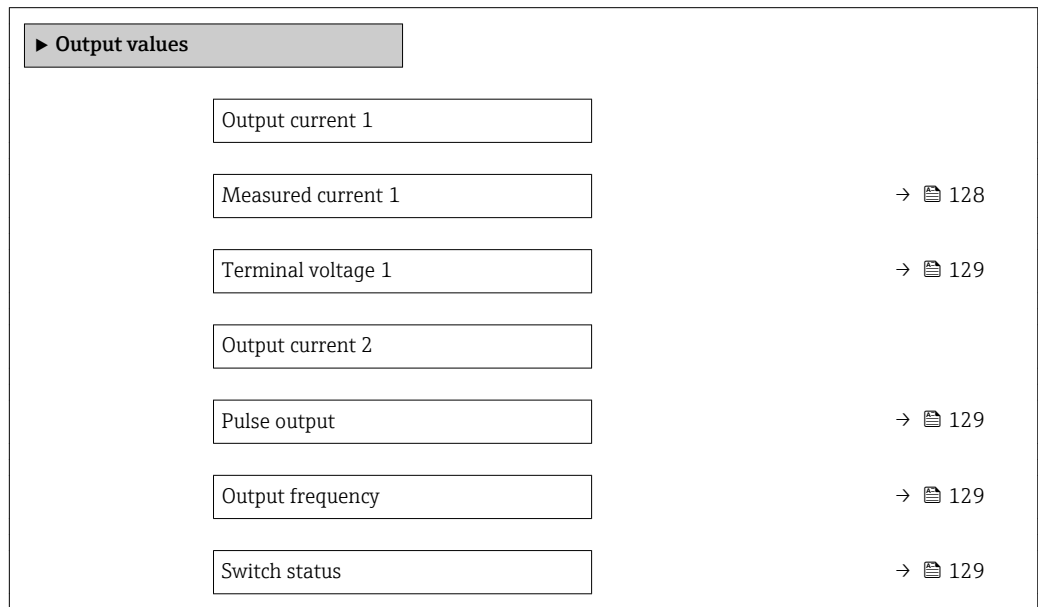 ▶ Output values
Output current 1
Measured current 1 → 128
Terminal voltage 1 → 129
Output current 2
Pulse output → 129
Output frequency → 129
Switch status → 129